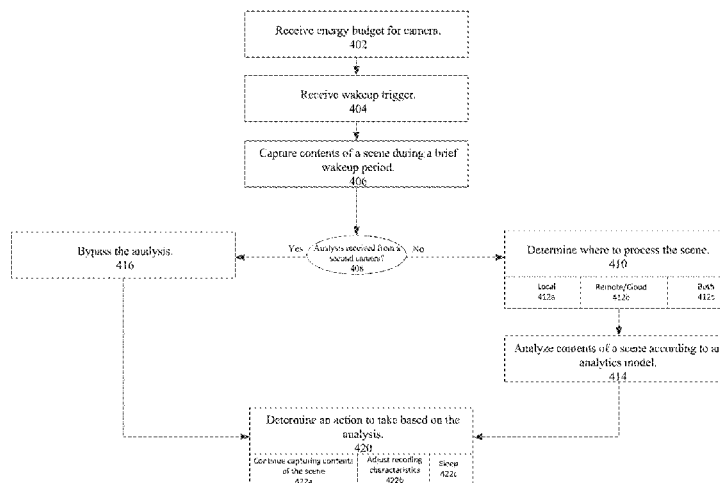 Receive energy budget for camera.
402
Receive wakeup trigger.
404
Capture contents of a scene during a brief
wakeup period.
406
Analysis received from a
second camera?
408
Yes
No
Bypass the analysis.
416
Determine where to process the scene.
410
Local
412a
Remote/Cloud
412b
Both
412c
Analyze contents of a scene according to an
analytics model.
414
Determine an action to take based on the
analysis.
420
Continue capturing contents
of the scene
422a
Adjust recoding
characteristics
422b
Sleep
422c